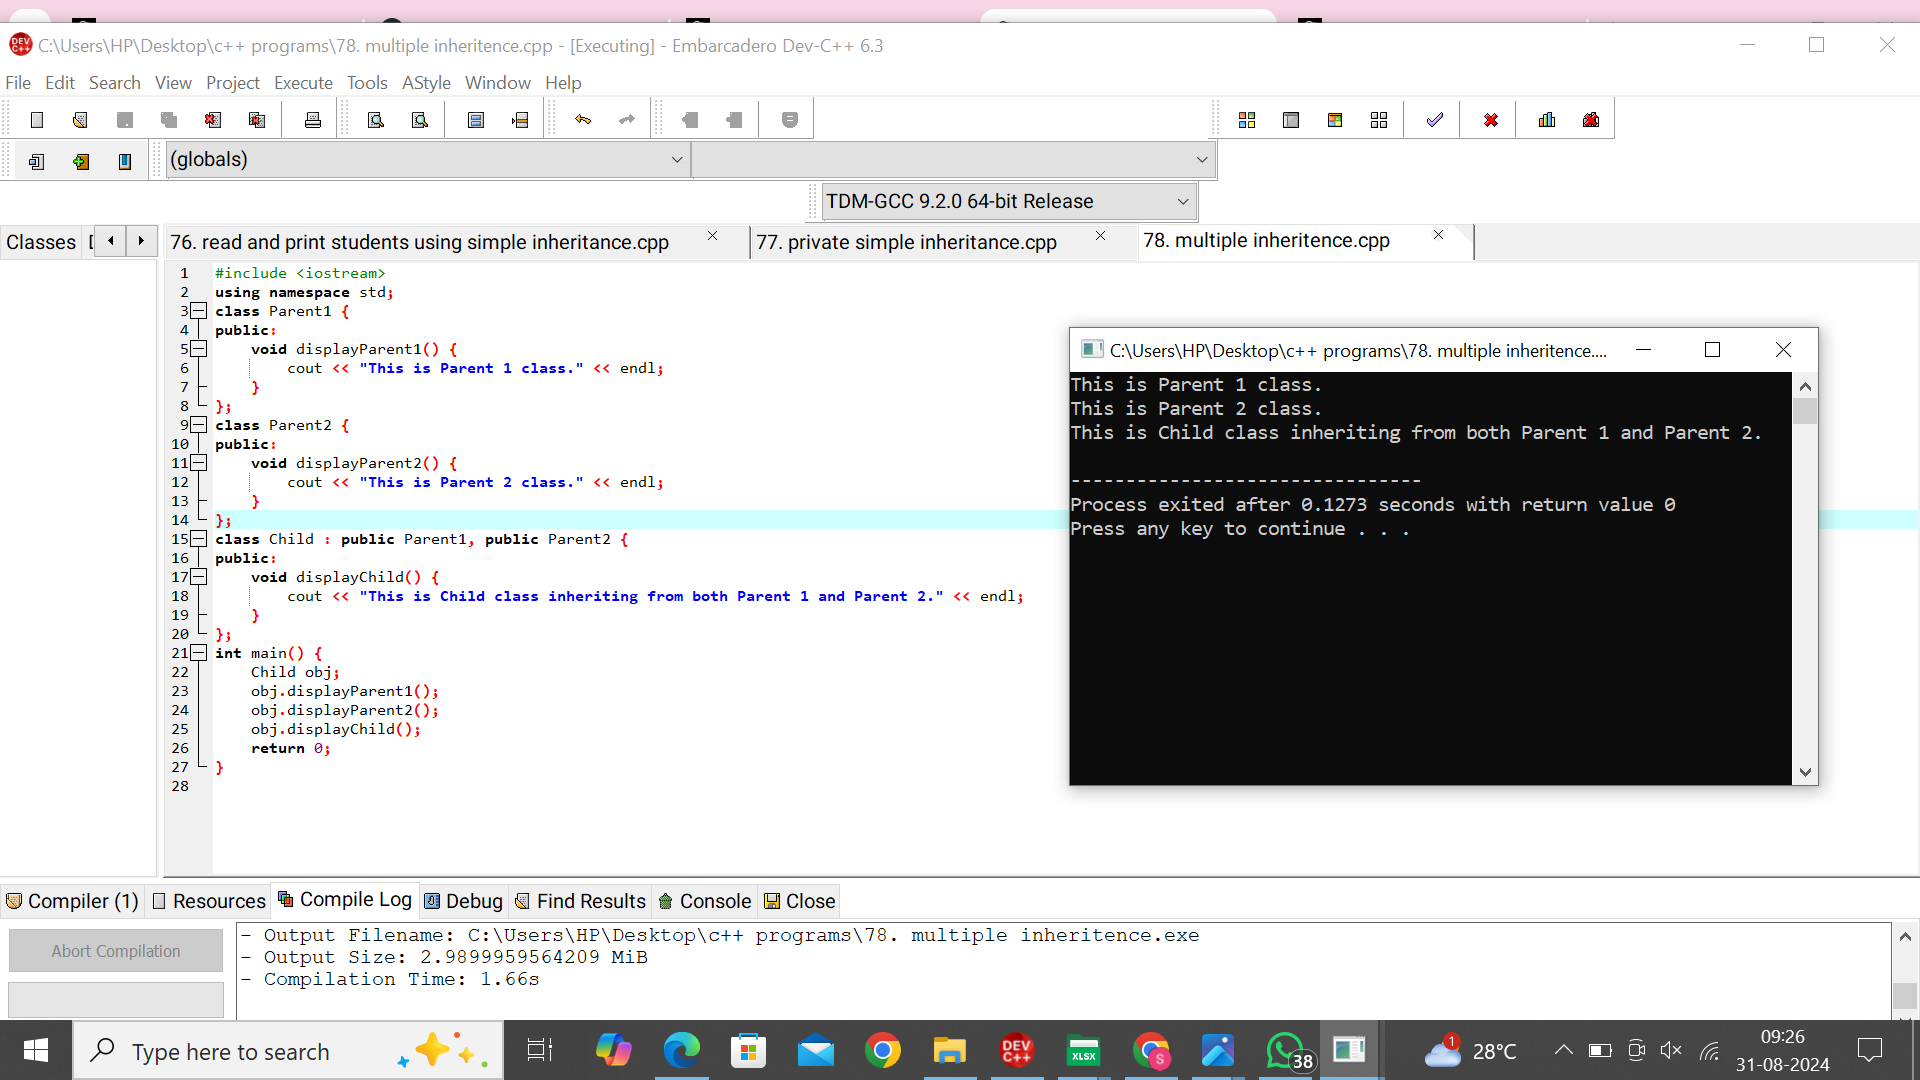 C:\Users\HP\Desktop\c++ programs\78. multiple inheritence.cpp - [Executing] - Embarcadero Dev-C++ 6.3
File Edit Search View Project Execute Tools AStyle Window Help
(globals)
TDM-GCC 9.2.0 64-bit Release
Classes
76. read and print students using simple inheritance.cpp
77. private simple inheritance.cpp
78. multiple inheritence.cpp
1 #include <iostream>
2 using namespace std;
3 class Parent1 {
4 public:
5 void displayParent1() {
6 cout << "This is Parent 1 class." << endl;
7 }
8 };
9 class Parent2 {
10 public:
11 void displayParent2() {
12 cout << "This is Parent 2 class." << endl;
13 }
14 };
15 class Child : public Parent1, public Parent2 {
16 public:
17 void displayChild() {
18 cout << "This is Child class inheriting from both Parent 1 and Parent 2." << endl;
19 }
20 };
21 int main() {
22 Child obj;
23 obj.displayParent1();
24 obj.displayParent2();
25 obj.displayChild();
26 return 0;
27 }
28
C:\Users\HP\Desktop\c++ programs\78. multiple inheritence....
This is Parent 1 class.
This is Parent 2 class.
This is Child class inheriting from both Parent 1 and Parent 2.
--------------------------------
Process exited after 0.1273 seconds with return value 0
Press any key to continue . . .
Compiler (1) Resources Compile Log Debug Find Results Console Close
Abort Compilation
- Output Filename: C:\Users\HP\Desktop\c++ programs\78. multiple inheritence.exe
- Output Size: 2.9899959564209 MiB
- Compilation Time: 1.66s
Type here to search
DEV C++
XLSX
S
38
1
28°C
09:26
31-08-2024